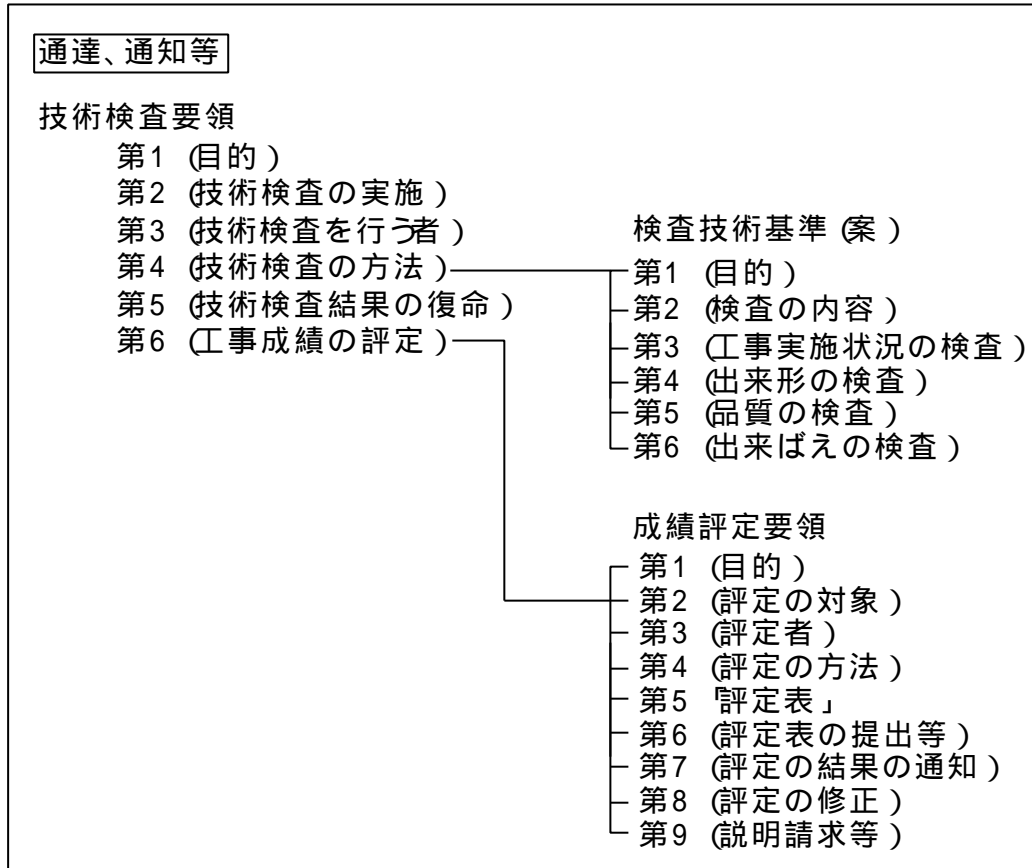 通達、通知等
技術検査要領
第1 (目的)
第2 (技術検査の実施)
第3 (技術検査を行う者)
第4 (技術検査の方法)
第5 (技術検査結果の復命)
第6 (工事成績の評定)
検査技術基準(案)
第1 (目的)
第2 (検査の内容)
第3 (工事実施状況の検査)
第4 (出来形の検査)
第5 (品質の検査)
第6 (出来ばえの検査)
成績評定要領
第1 (目的)
第2 (評定の対象)
第3 (評定者)
第4 (評定の方法)
第5 「評定表」
第6 (評定表の提出等)
第7 (評定の結果の通知)
第8 (評定の修正)
第9 (説明請求等)